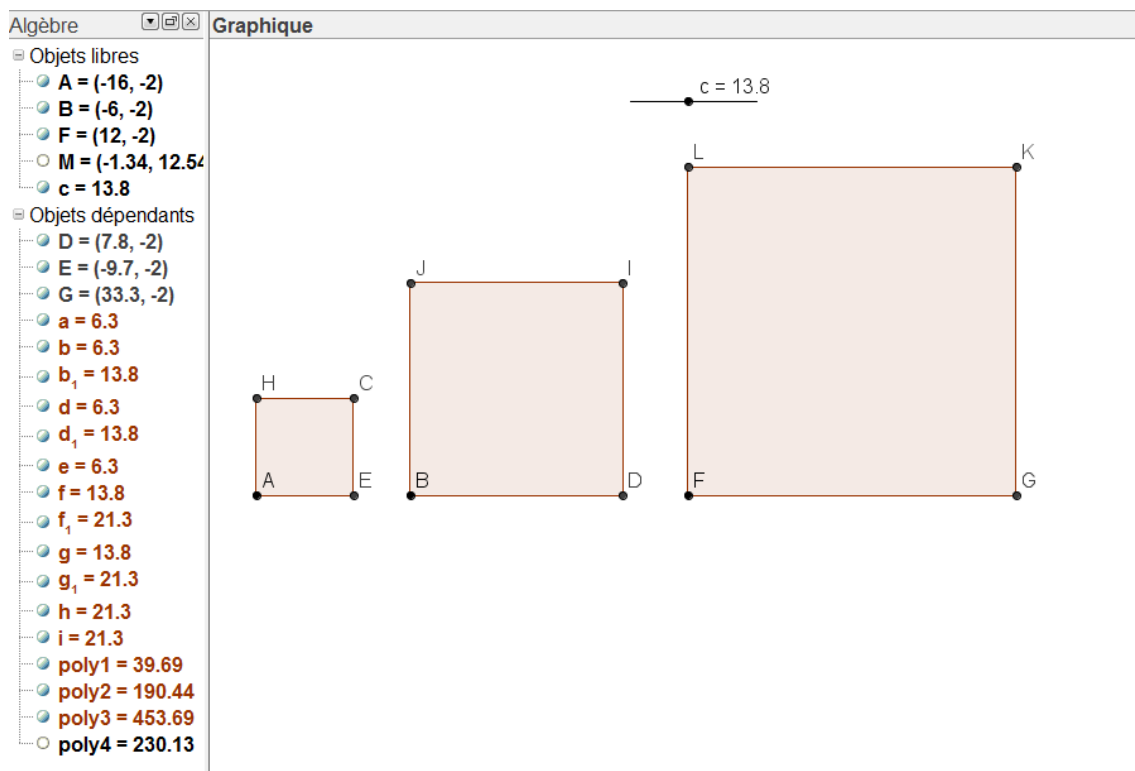 Algèbre
Objets libres
A = (-16, -2)
B = (-6, -2)
F = (12, -2)
M = (-1.34, 12.54
c = 13.8
Objets dépendants
D = (7.8, -2)
E = (-9.7, -2)
G = (33.3, -2)
a = 6.3
b = 6.3
b₁ = 13.8
d = 6.3
d₁ = 13.8
e = 6.3
f = 13.8
f₁ = 21.3
g = 13.8
g₁ = 21.3
h = 21.3
i = 21.3
poly1 = 39.69
poly2 = 190.44
poly3 = 453.69
poly4 = 230.13
Graphique
c = 13.8
L K
J I
H C
A E B D F G